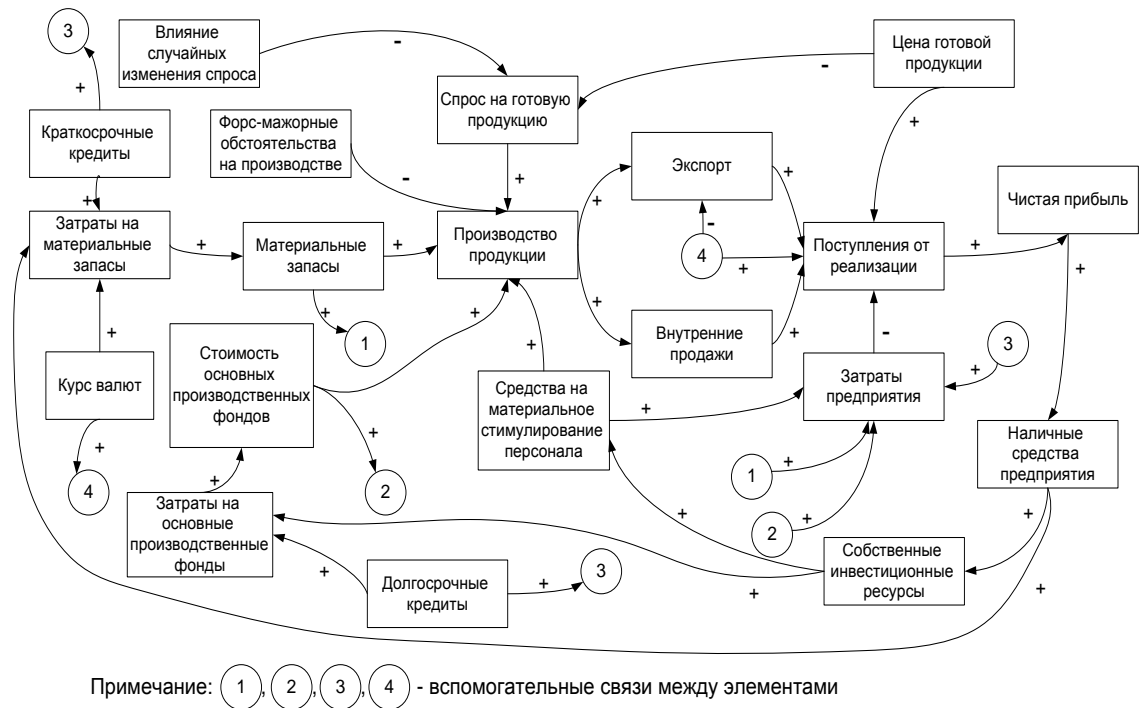 3
Влияние
случайных
изменения спроса
-
-
Цена готовой
продукции
+
Спрос на готовую
продукцию
Краткосрочные
кредиты
Форс-мажорные
обстоятельства
на производстве
-
+
+
+
Экспорт
+
+
Чистая прибыль
+
Затраты на
материальные
запасы
+
Материальные
запасы
+
Производство
продукции
-
4
+
Поступления от
реализации
+
+
+
+
1
+
Внутренние
продажи
+
-
3
+
+
Курс валют
+
4
Стоимость
основных
производственных
фондов
+
2
+
+
Средства на
материальное
стимулирование
персонала
+
Затраты
предприятия
1
+
2
+
Наличные
средства
предприятия
+
Затраты на
основные
производственные
фонды
+
Долгосрочные
кредиты
+
3
+
+
Собственные
инвестиционные
ресурсы
+
+
Примечание: 1, 2, 3, 4 - вспомогательные связи между элементами